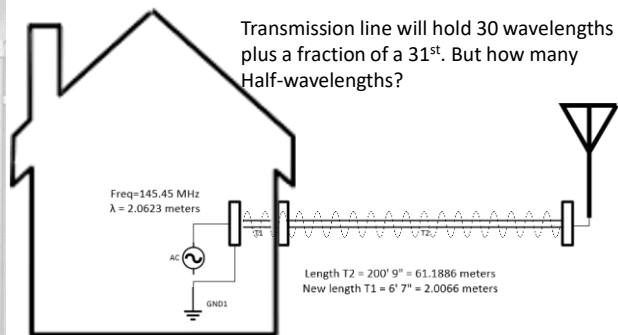 Transmission line will hold 30 wavelengths
plus a fraction of a 31st. But how many
Half-wavelengths?
Freq=145.45 MHz
λ = 2.0623 meters
T1
T2
AC
Length T2 = 200' 9" = 61.1886 meters
New length T1 = 6' 7" = 2.0066 meters
GND1